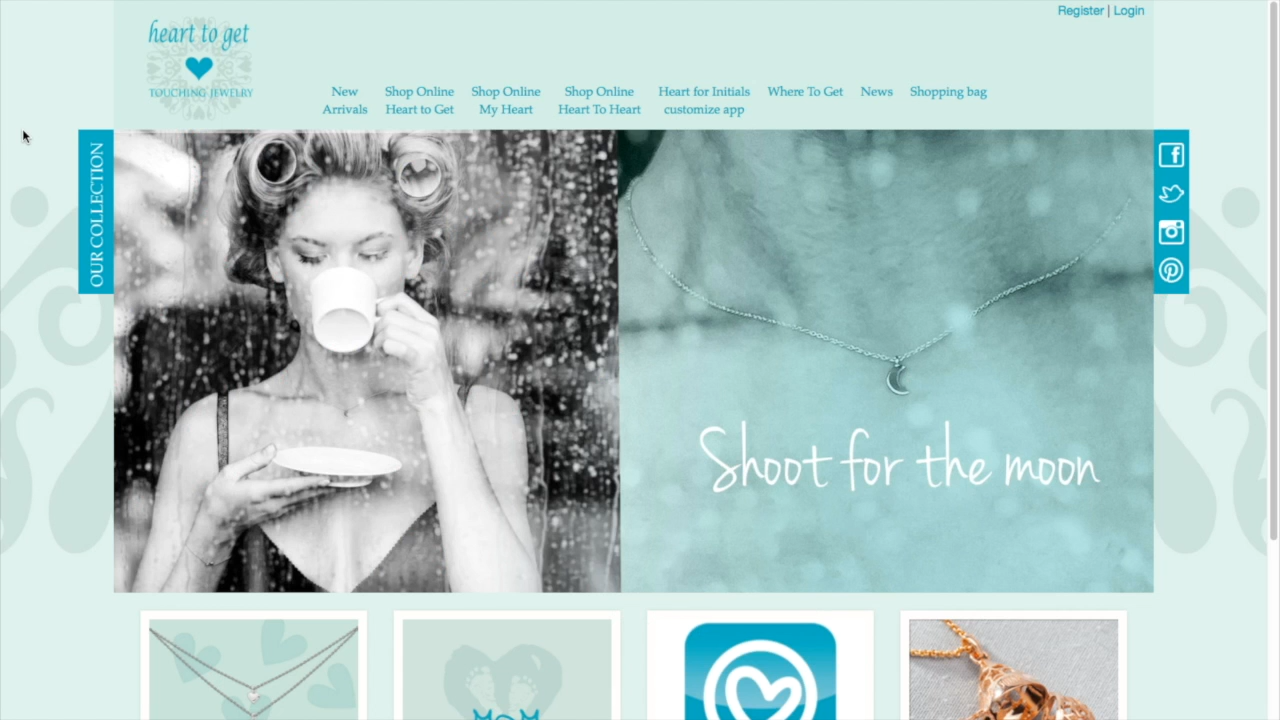 Register | Login
heart to get
TOUCHING JEWELRY
New Arrivals
Shop Online Heart to Get
Shop Online My Heart
Shop Online Heart To Heart
Heart for Initials customize app
Where To Get
News
Shopping bag
OUR COLLECTION
Shoot for the moon